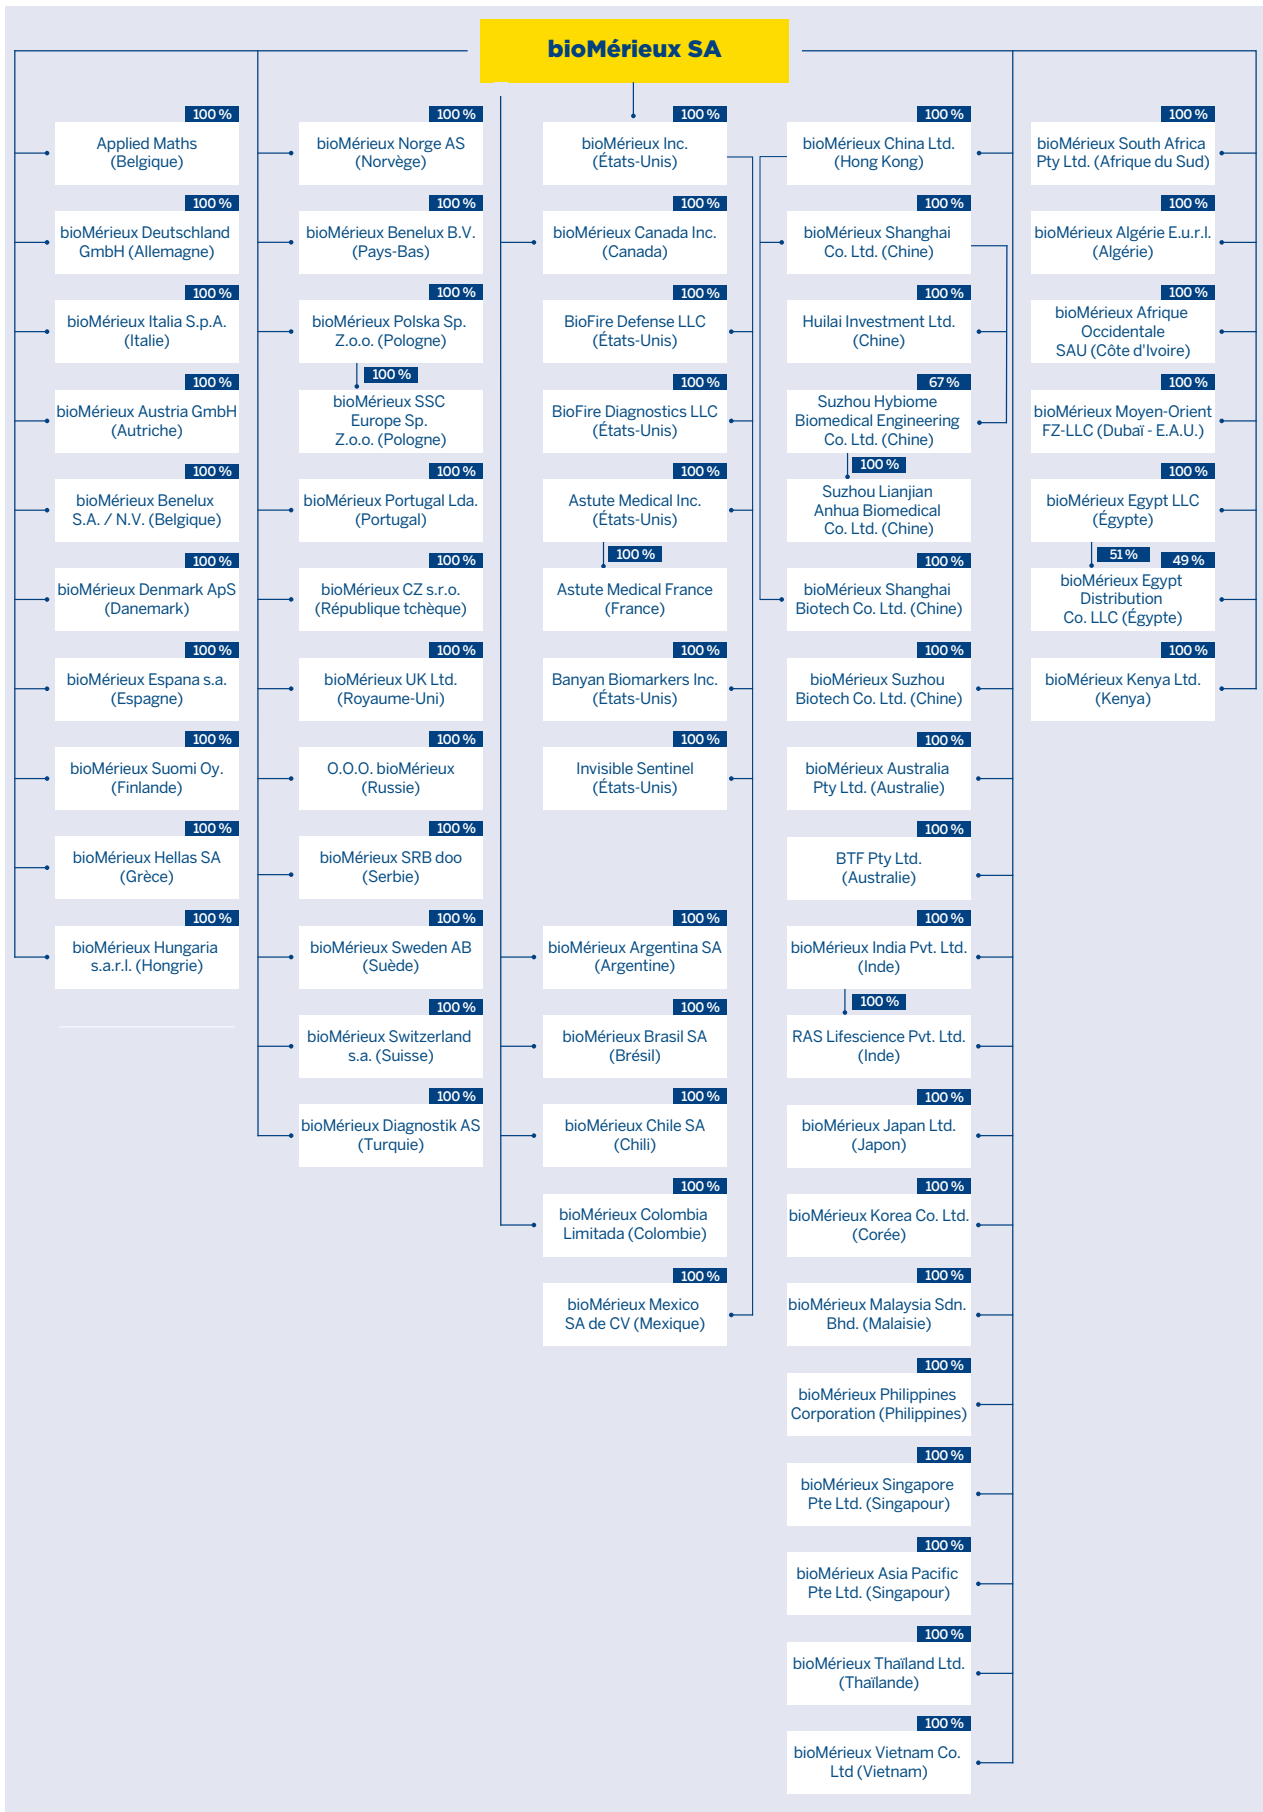 bioMérieux SA
100 %
Applied Maths
(Belgique)
100 %
bioMérieux Deutschland
GmbH (Allemagne)
100 %
bioMérieux Italia S.p.A.
(Italie)
100 %
bioMérieux Austria GmbH
(Autriche)
100 %
bioMérieux Benelux
S.A. / N.V. (Belgique)
100 %
bioMérieux Denmark ApS
(Danemark)
100 %
bioMérieux Espana s.a.
(Espagne)
100 %
bioMérieux Suomi Oy.
(Finlande)
100 %
bioMérieux Hellas SA
(Grèce)
100 %
bioMérieux Hungaria
s.a.r.l. (Hongrie)
100 %
bioMérieux Norge AS
(Norvège)
100 %
bioMérieux Benelux B.V.
(Pays-Bas)
100 %
bioMérieux Polska Sp.
Z.o.o. (Pologne)
100 %
bioMérieux SSC
Europe Sp.
Z.o.o. (Pologne)
100 %
bioMérieux Portugal Lda.
(Portugal)
100 %
bioMérieux CZ s.r.o.
(République tchèque)
100 %
bioMérieux UK Ltd.
(Royaume-Uni)
100 %
O.O.O. bioMérieux
(Russie)
100 %
bioMérieux SRB doo
(Serbie)
100 %
bioMérieux Sweden AB
(Suède)
100 %
bioMérieux Switzerland
s.a. (Suisse)
100 %
bioMérieux Diagnostik AS
(Turquie)
100 %
bioMérieux Inc.
(États-Unis)
100 %
bioMérieux Canada Inc.
(Canada)
100 %
BioFire Defense LLC
(États-Unis)
100 %
BioFire Diagnostics LLC
(États-Unis)
100 %
Astute Medical Inc.
(États-Unis)
100 %
Astute Medical France
(France)
100 %
Banyan Biomarkers Inc.
(États-Unis)
100 %
Invisible Sentinel
(États-Unis)
100 %
bioMérieux Argentina SA
(Argentine)
100 %
bioMérieux Brasil SA
(Brésil)
100 %
bioMérieux Chile SA
(Chili)
100 %
bioMérieux Colombia
Limitada (Colombie)
100 %
bioMérieux Mexico
SA de CV (Mexique)
100 %
bioMérieux China Ltd.
(Hong Kong)
100 %
bioMérieux Shanghai
Co. Ltd. (Chine)
100 %
Huilai Investment Ltd.
(Chine)
67 %
Suzhou Hybiome
Biomedical Engineering
Co. Ltd. (Chine)
100 %
Suzhou Lianjian
Anhua Biomedical
Co. Ltd. (Chine)
100 %
bioMérieux Shanghai
Biotech Co. Ltd. (Chine)
100 %
bioMérieux Suzhou
Biotech Co. Ltd. (Chine)
100 %
bioMérieux Australia
Pty Ltd. (Australie)
100 %
BTF Pty Ltd.
(Australie)
100 %
bioMérieux India Pvt. Ltd.
(Inde)
100 %
RAS Lifescience Pvt. Ltd.
(Inde)
100 %
bioMérieux Japan Ltd.
(Japon)
100 %
bioMérieux Korea Co. Ltd.
(Corée)
100 %
bioMérieux Malaysia Sdn.
Bhd. (Malaisie)
100 %
bioMérieux Philippines
Corporation (Philippines)
100 %
bioMérieux Singapore
Pte Ltd. (Singapour)
100 %
bioMérieux Asia Pacific
Pte Ltd. (Singapour)
100 %
bioMérieux Thaïland Ltd.
(Thaïlande)
100 %
bioMérieux Vietnam Co.
Ltd (Vietnam)
100 %
bioMérieux South Africa
Pty Ltd. (Afrique du Sud)
100 %
bioMérieux Algérie E.u.r.l.
(Algérie)
100 %
bioMérieux Afrique
Occidentale
SAU (Côte d'Ivoire)
100 %
bioMérieux Moyen-Orient
FZ-LLC (Dubaï - E.A.U.)
100 %
bioMérieux Egypt LLC
(Égypte)
51 %
49 %
bioMérieux Egypt
Distribution
Co. LLC (Égypte)
100 %
bioMérieux Kenya Ltd.
(Kenya)